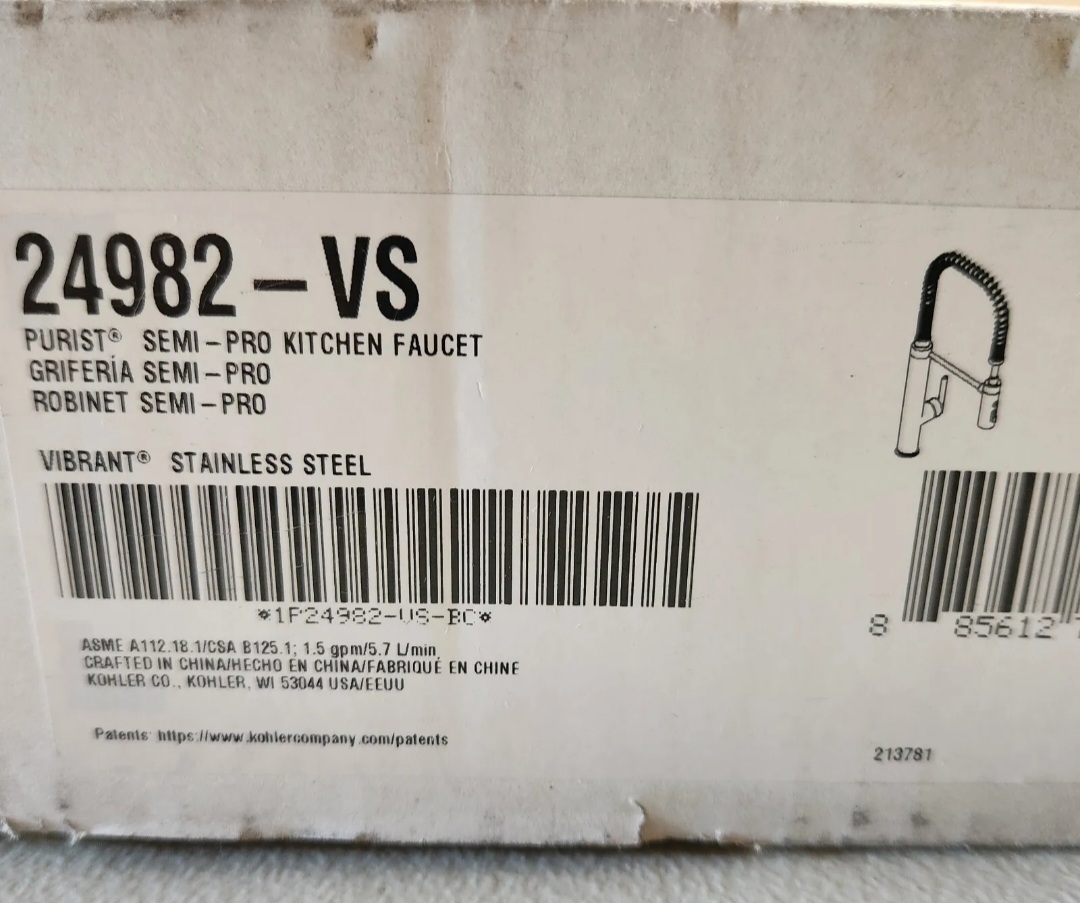 24982-VS
PURIST® SEMI-PRO KITCHEN FAUCET
GRIFERÍA SEMI-PRO
ROBINET SEMI-PRO
VIBRANT® STAINLESS STEEL
*1P24982-VS-BC*
8 85612
ASME A112.18.1/CSA B125.1; 1.5 gpm/5.7 L/min
CRAFTED IN CHINA/HECHO EN CHINA/FABRIQUÉ EN CHINE
KOHLER CO., KOHLER, WI 53044 USA/EEUU
Patents: https://www.kohlercompany.com/patents
213781